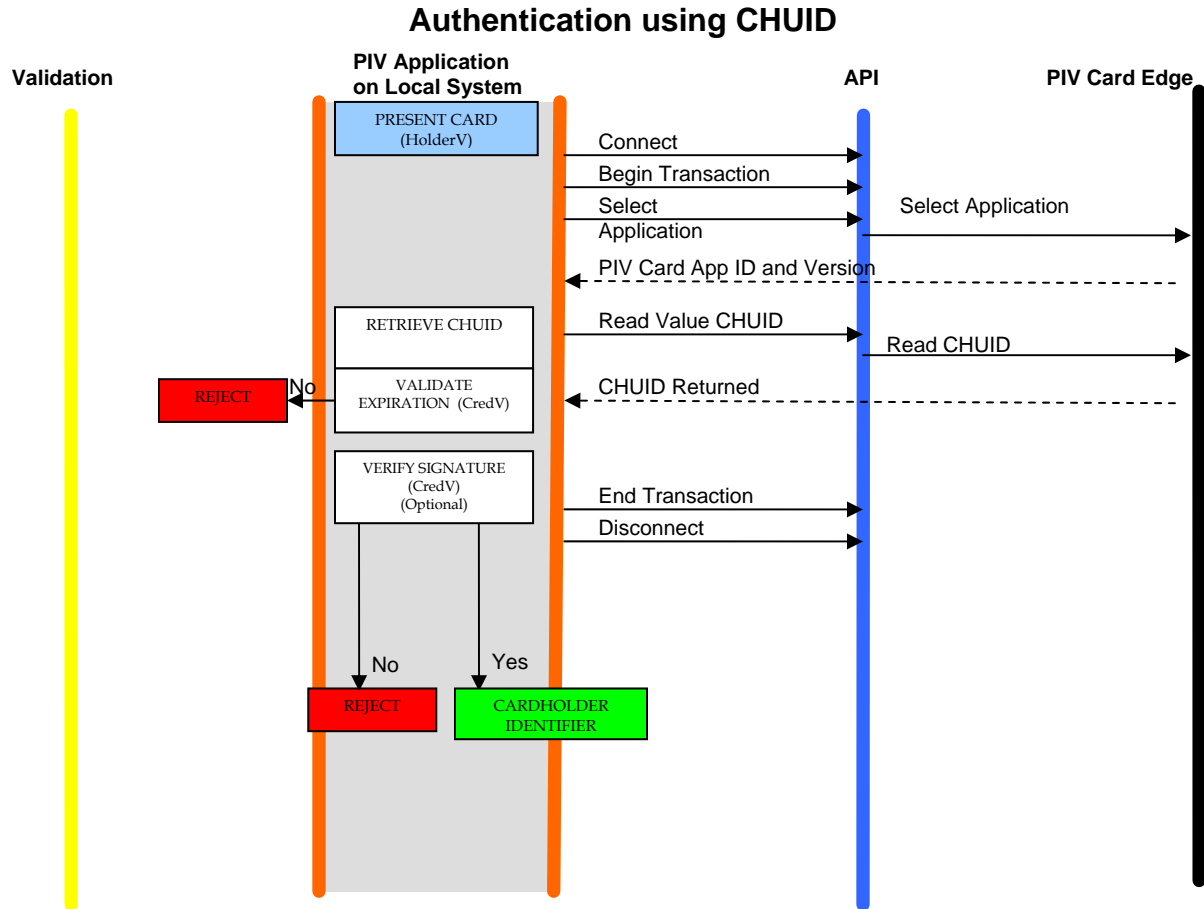 Authentication using CHUID
Validation
PIV Application
on Local System
API
PIV Card Edge
PRESENT CARD
(HolderV)
Connect
Begin Transaction
Select
Application
Select Application
PIV Card App ID and Version
RETRIEVE CHUID
Read Value CHUID
Read CHUID
REJECT
No
VALIDATE
EXPIRATION (CredV)
CHUID Returned
VERIFY SIGNATURE
(CredV)
(Optional)
End Transaction
Disconnect
No
Yes
REJECT
CARDHOLDER
IDENTIFIER